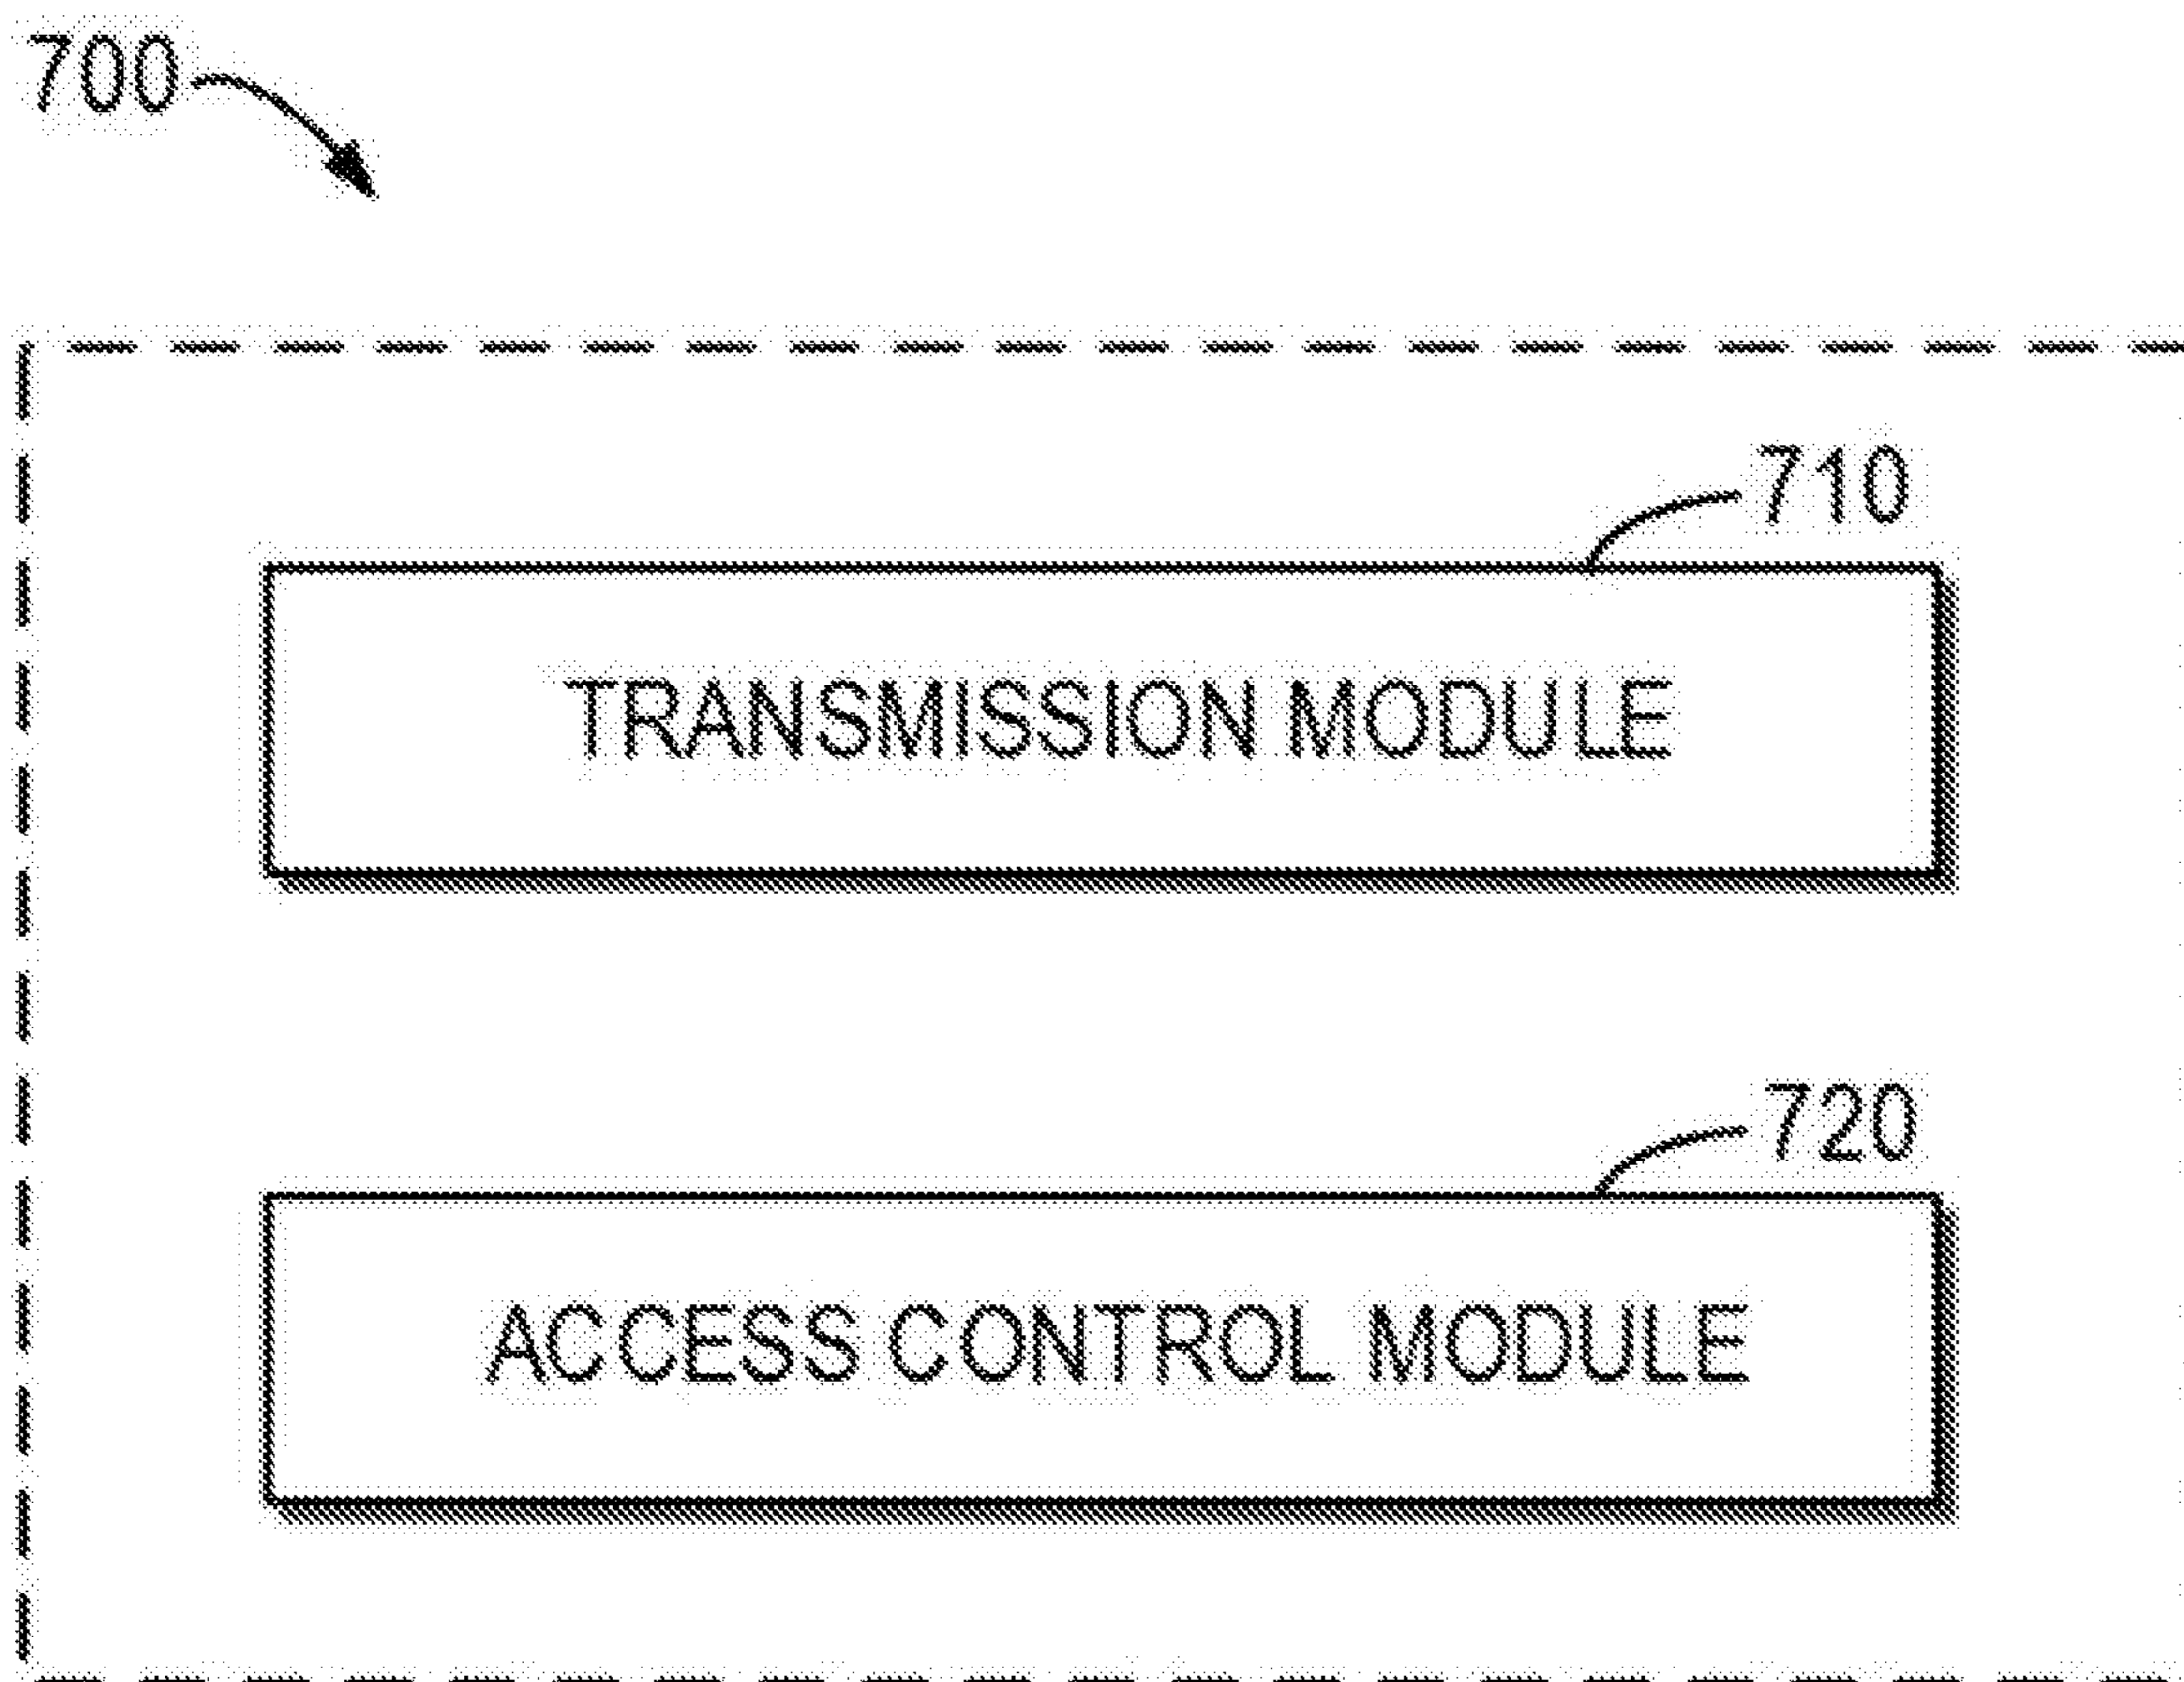 700
710
TRANSMISSION MODULE
720
ACCESS CONTROL MODULE